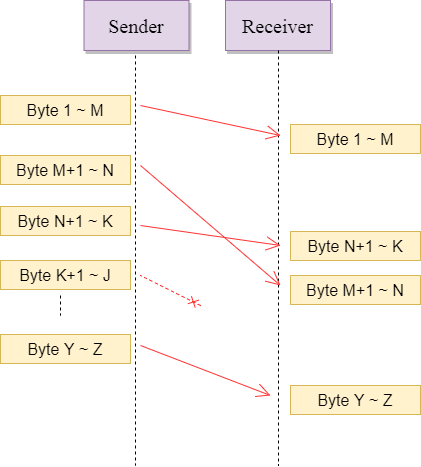 Sender
Receiver
Byte 1 ~ M
Byte 1 ~ M
Byte M+1 ~ N
Byte N+1 ~ K
Byte N+1 ~ K
Byte K+1 ~ J
Byte M+1 ~ N
Byte Y ~ Z
Byte Y ~ Z